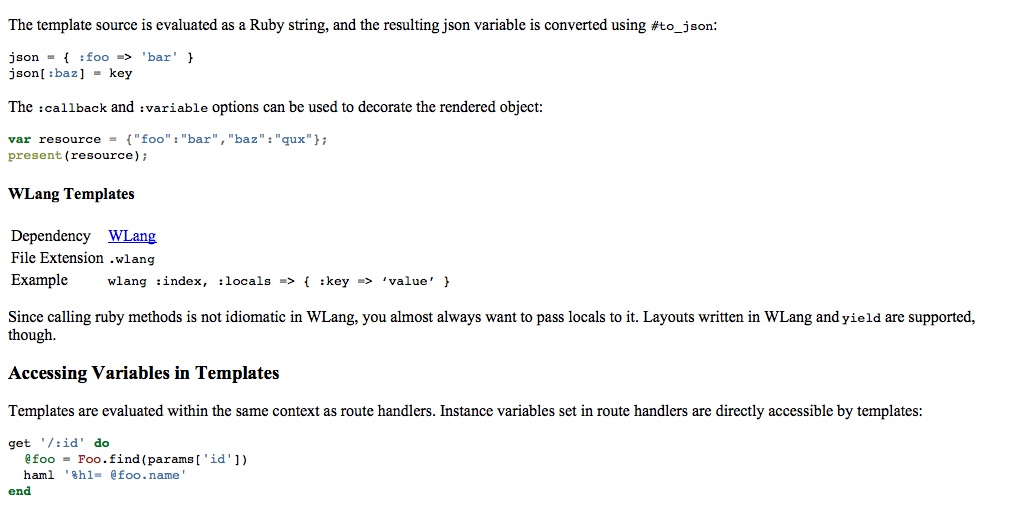 The template source is evaluated as a Ruby string, and the resulting json variable is converted using #to_json:
json = { :foo => 'bar' }
json[:baz] = key
The :callback and :variable options can be used to decorate the rendered object:
var resource = {"foo":"bar","baz":"qux"};
present(resource);
WLang Templates
Dependency WLang
File Extension .wlang
Example wlang :index, :locals => { :key => ‘value’ }
Since calling ruby methods is not idiomatic in WLang, you almost always want to pass locals to it. Layouts written in WLang and yield are supported,
though.
Accessing Variables in Templates
Templates are evaluated within the same context as route handlers. Instance variables set in route handlers are directly accessible by templates:
get '/:id' do
  @foo = Foo.find(params['id'])
  haml '%h1= @foo.name'
end